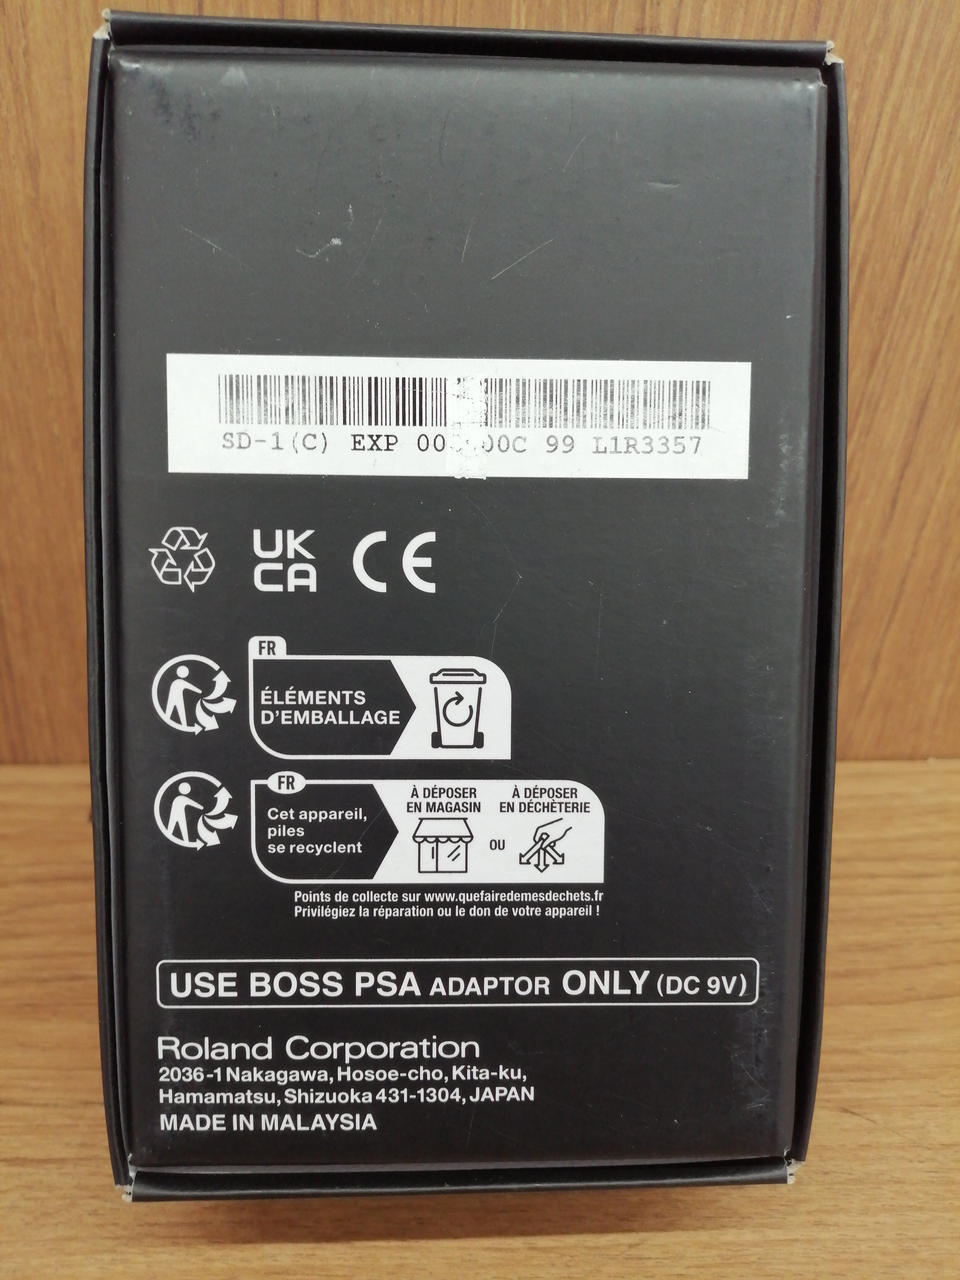 SD-1(C) EXP 99 L1R3357
UK
CA
CE
FR
ÉLÉMENTS
D'EMBALLAGE
FR
Cet appareil,
piles
se recyclent
À DÉPOSER
EN MAGASIN
OU
À DÉPOSER
EN DÉCHÈTERIE
Points de collecte sur www.quefairedemesdechets.fr
Privilégiez la réparation ou le don de votre appareil !
USE BOSS PSA ADAPTOR ONLY (DC 9V)
Roland Corporation
2036-1 Nakagawa, Hosoe-cho, Kita-ku,
Hamamatsu, Shizuoka 431-1304, JAPAN
MADE IN MALAYSIA